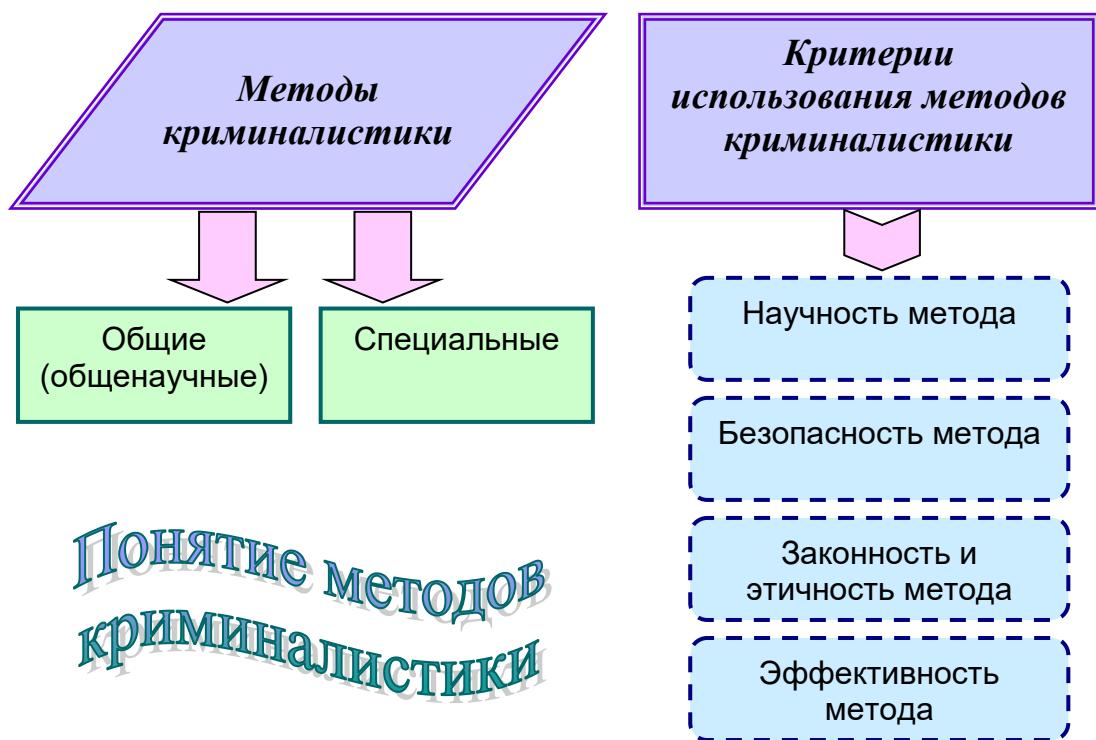 Методы
криминалистики
Критерии
использования методов
криминалистики
Общие
(общенаучные)
Специальные
Научность метода
Безопасность метода
Законность и
этичность метода
Эффективность
метода
Понятие методов
криминалистики